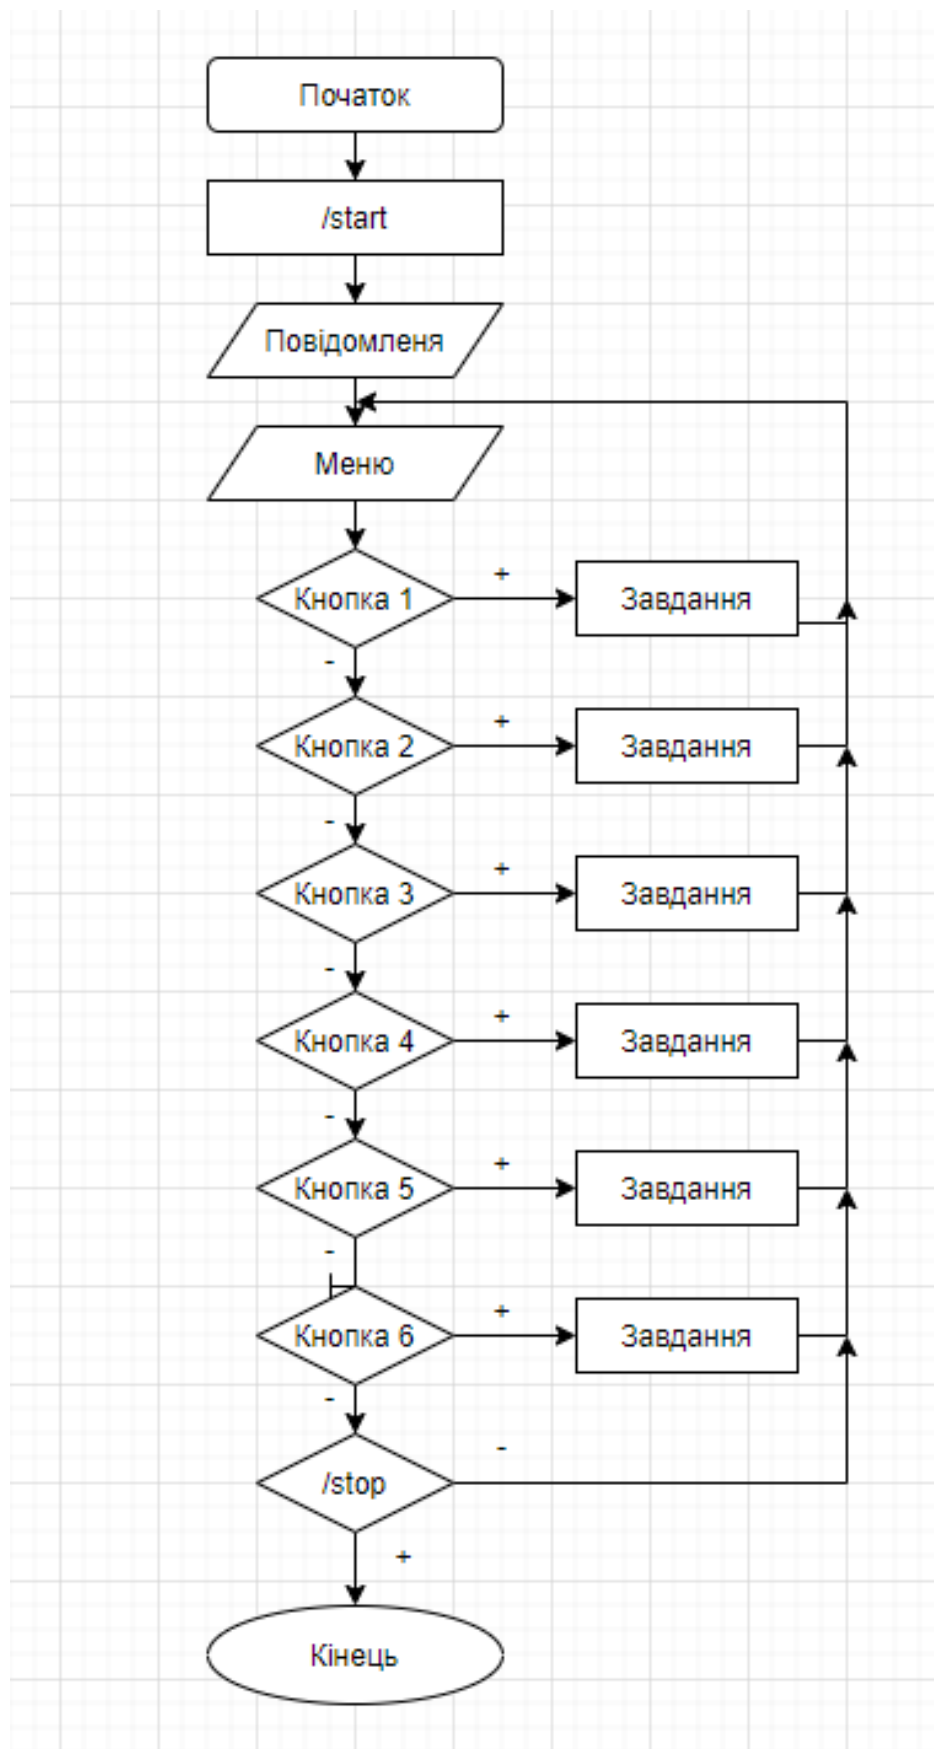 Початок
/start
Повідомленя
Меню
Кнопка 1
+
Завдання
-
Кнопка 2
+
Завдання
-
Кнопка 3
+
Завдання
-
Кнопка 4
+
Завдання
-
Кнопка 5
+
Завдання
-
Кнопка 6
+
Завдання
-
/stop
-
+
Кінець